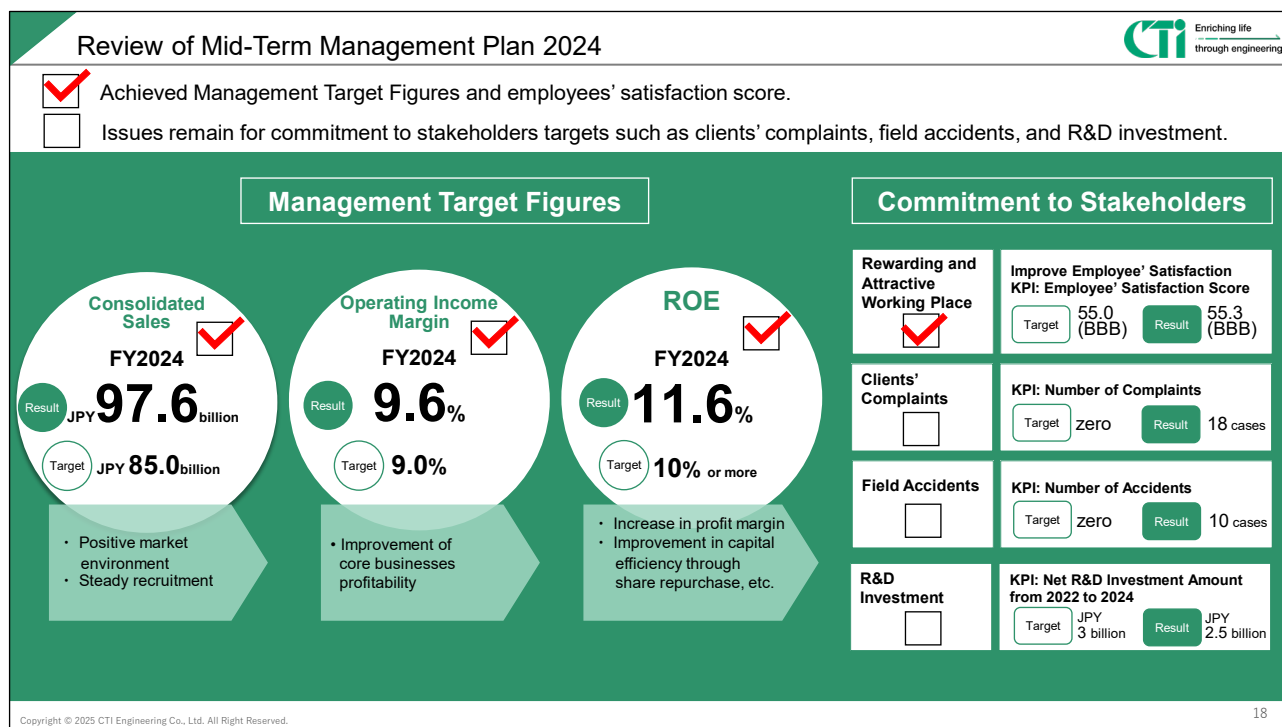 Review of Mid-Term Management Plan 2024
CTi
Enriching life
through engineering
Achieved Management Target Figures and employees' satisfaction score.
Issues remain for commitment to stakeholders targets such as clients' complaints, field accidents, and R&D investment.
Management Target Figures
Consolidated
Sales
FY2024
Result
JPY 97.6 billion
Target
JPY 85.0 billion
・ Positive market
environment
・ Steady recruitment
Operating Income
Margin
FY2024
Result
9.6%
Target
9.0%
• Improvement of
core businesses
profitability
ROE
FY2024
Result
11.6%
Target
10% or more
・ Increase in profit margin
・ Improvement in capital
efficiency through
share repurchase, etc.
Commitment to Stakeholders
Rewarding and
Attractive
Working Place
Improve Employee' Satisfaction
KPI: Employee' Satisfaction Score
Target
55.0
(BBB)
Result
55.3
(BBB)
Clients'
Complaints
KPI: Number of Complaints
Target
zero
Result
18 cases
Field Accidents
KPI: Number of Accidents
Target
zero
Result
10 cases
R&D
Investment
KPI: Net R&D Investment Amount
from 2022 to 2024
Target
JPY
3 billion
Result
JPY
2.5 billion
Copyright © 2025 CTI Engineering Co., Ltd. All Right Reserved.
18